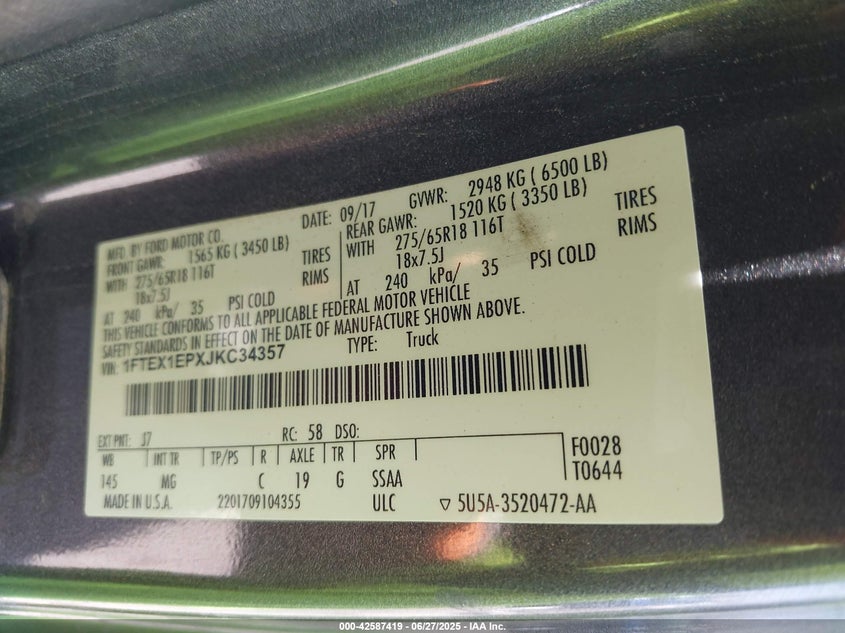 MFD. BY FORD MOTOR CO. DATE: 09/17 GVWR: 2948 KG ( 6500 LB)
FRONT GAWR: 1565 KG ( 3450 LB) REAR GAWR: 1520 KG ( 3350 LB)
WITH 275/65R18 116T TIRES WITH 275/65R18 116T TIRES
18x7.5J RIMS 18x7.5J RIMS
AT 240 kPa/ 35 PSI COLD AT 240 kPa/ 35 PSI COLD
THIS VEHICLE CONFORMS TO ALL APPLICABLE FEDERAL MOTOR VEHICLE
SAFETY STANDARDS IN EFFECT ON THE DATE OF MANUFACTURE SHOWN ABOVE.
VIN: 1FTEX1EPXJKC34357 TYPE: Truck
EXT PNT: J7 RC: 58 DSO:
WB INT TR TP/PS R AXLE TR SPR F0028
145 MG C 19 G SSAA T0644
MADE IN U.S.A. 2201709104355 ULC ▽ 5U5A-3520472-AA
000-42587419 - 06/27/2025 - IAA Inc.